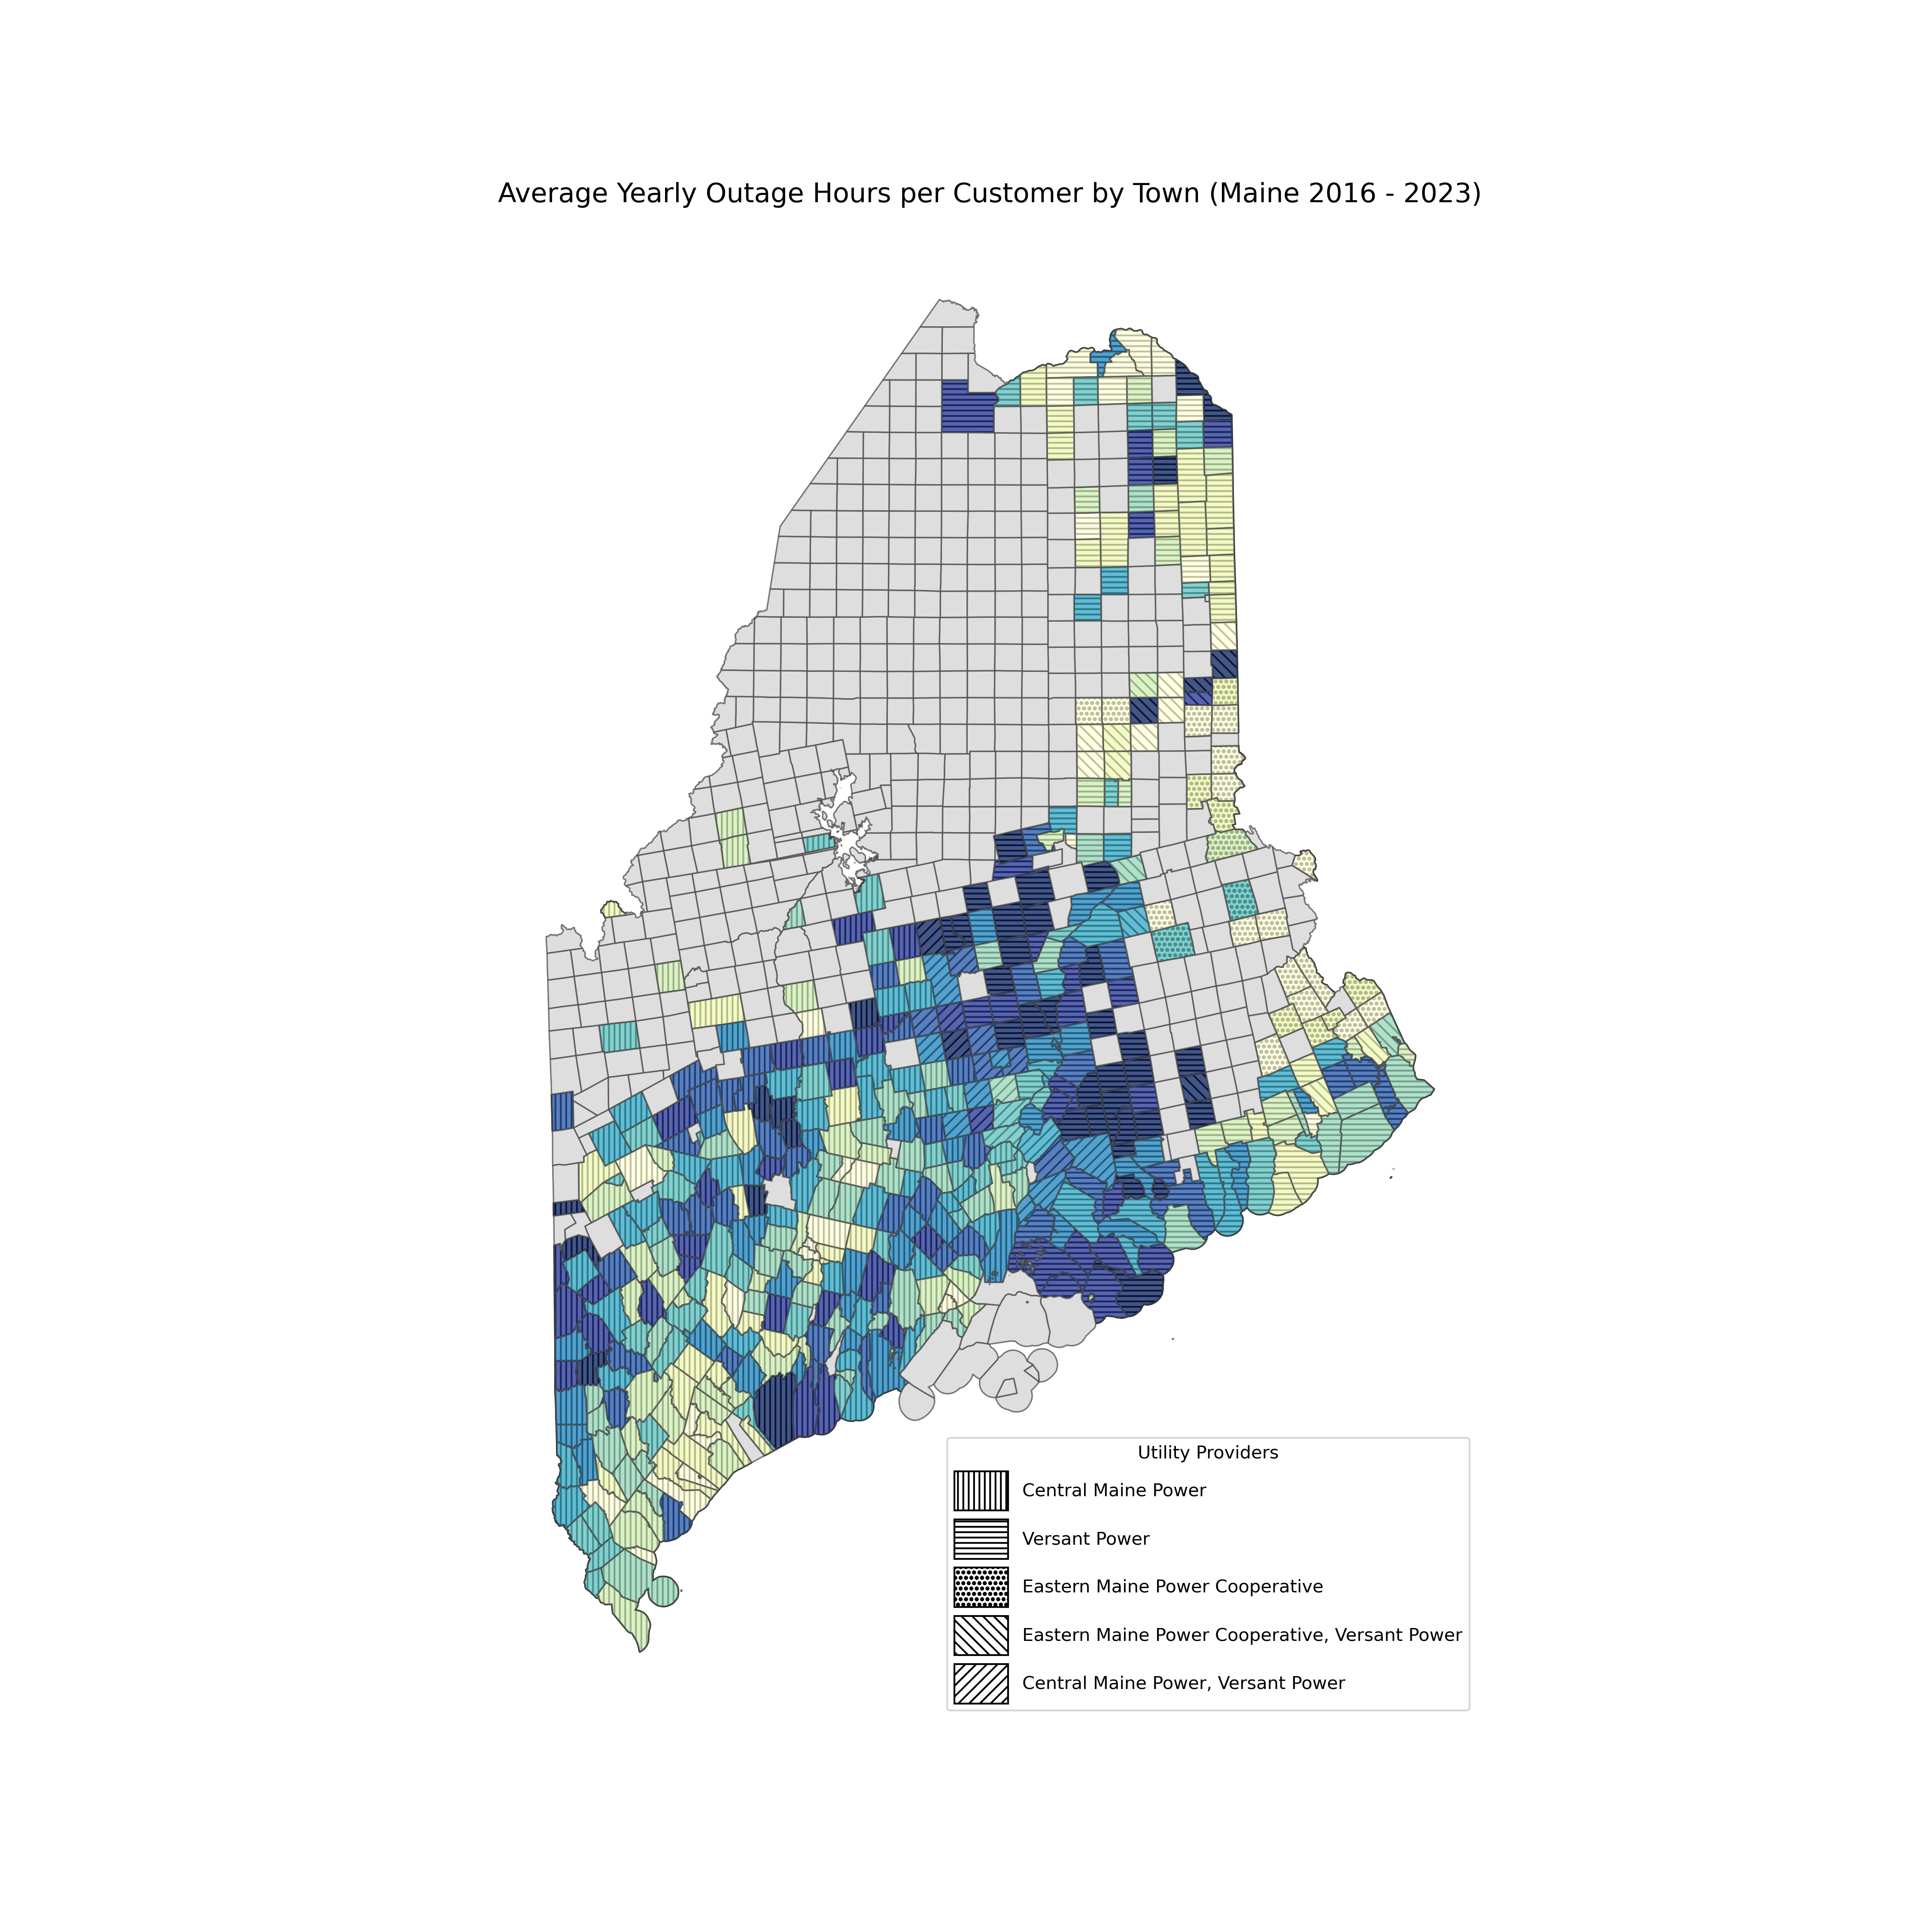 Average Yearly Outage Hours per Customer by Town (Maine 2016 - 2023)
Utility Providers
Central Maine Power
Versant Power
Eastern Maine Power Cooperative
Eastern Maine Power Cooperative, Versant Power
Central Maine Power, Versant Power